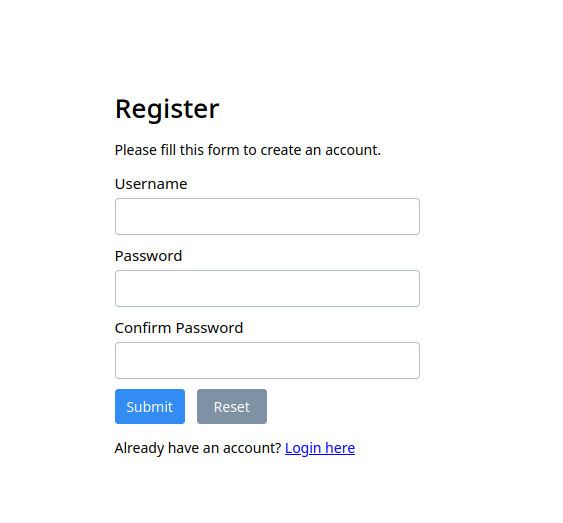 Register
Please fill this form to create an account.
Username
Password
Confirm Password
Submit Reset
Already have an account? Login here